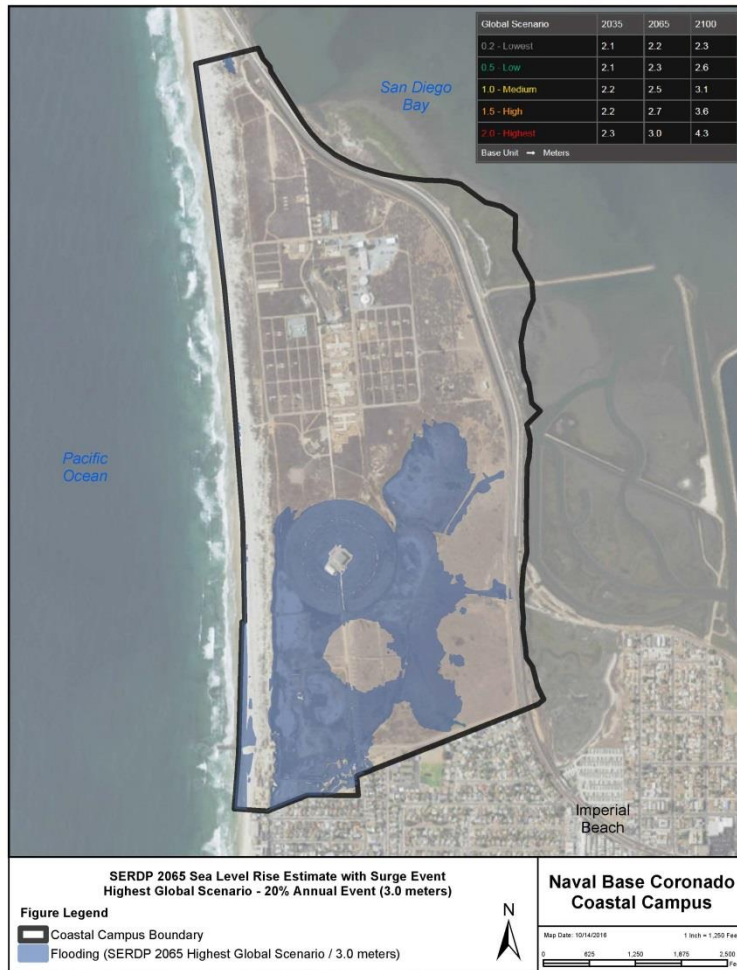 Global Scenario 2035 2065 2100
0.2 - Lowest 2.1 2.2 2.3
0.5 - Low 2.1 2.3 2.6
1.0 - Medium 2.2 2.5 3.1
1.5 - High 2.2 2.7 3.6
2.0 - Highest 2.3 3.0 4.3
Base Unit → Meters
San Diego
Bay
Pacific
Ocean
Imperial
Beach
SERDP 2065 Sea Level Rise Estimate with Surge Event
Highest Global Scenario - 20% Annual Event (3.0 meters)
Figure Legend
Coastal Campus Boundary
Flooding (SERDP 2065 Highest Global Scenario / 3.0 meters)
N
Naval Base Coronado
Coastal Campus
Map Date: 10/14/2016 1 Inch = 1,250 Fee
0 625 1,250 1,875 2,500
Fe